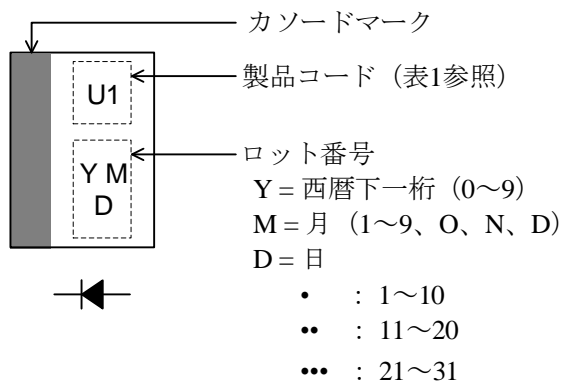 カソードマーク
製品コード（表1参照）
U1
ロット番号
Y M
D
Y = 西暦下一桁（0～9）
M = 月（1～9、O、N、D）
D = 日
• : 1～10
•• : 11～20
••• : 21～31